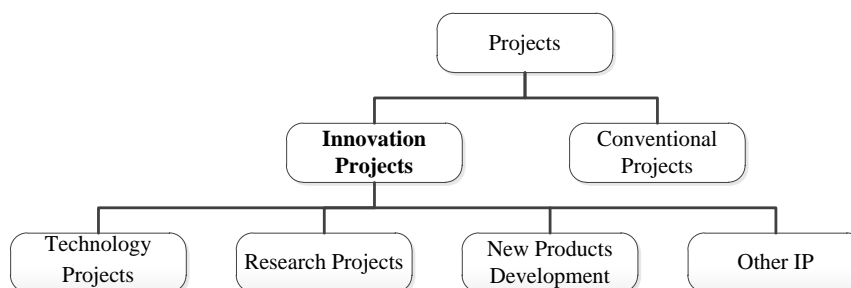 Projects
Innovation
Projects
Conventional
Projects
Technology
Projects
Research Projects
New Products
Development
Other IP